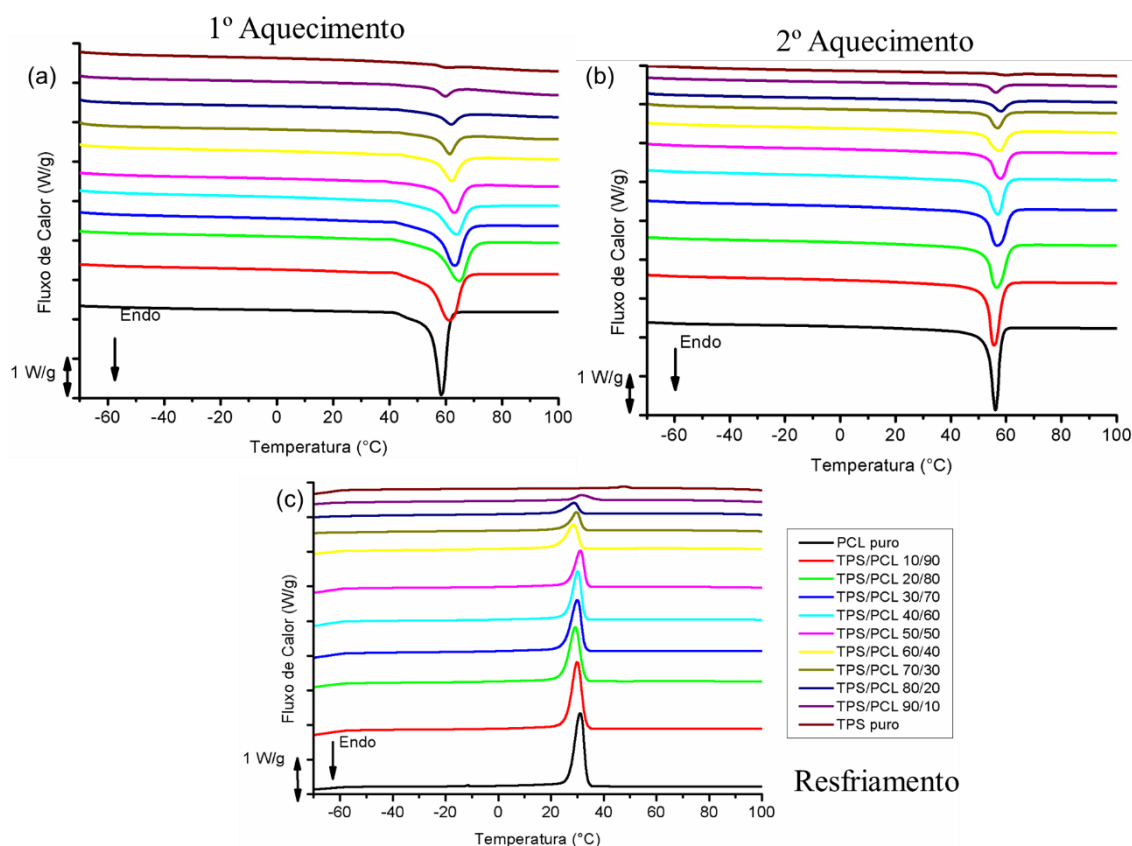 1º Aquecimento
(a)
Fluxo de Calor (W/g)
Endo
1 W/g
-60 -40 -20 0 20 40 60 80 100
Temperatura (°C)
2º Aquecimento
(b)
Fluxo de Calor (W/g)
Endo
1 W/g
-60 -40 -20 0 20 40 60 80 100
Temperatura (°C)
(c)
Fluxo de Calor (W/g)
Endo
1 W/g
-60 -40 -20 0 20 40 60 80 100
Temperatura (°C)
PCL puro
TPS/PCL 10/90
TPS/PCL 20/80
TPS/PCL 30/70
TPS/PCL 40/60
TPS/PCL 50/50
TPS/PCL 60/40
TPS/PCL 70/30
TPS/PCL 80/20
TPS/PCL 90/10
TPS puro
Resfriamento